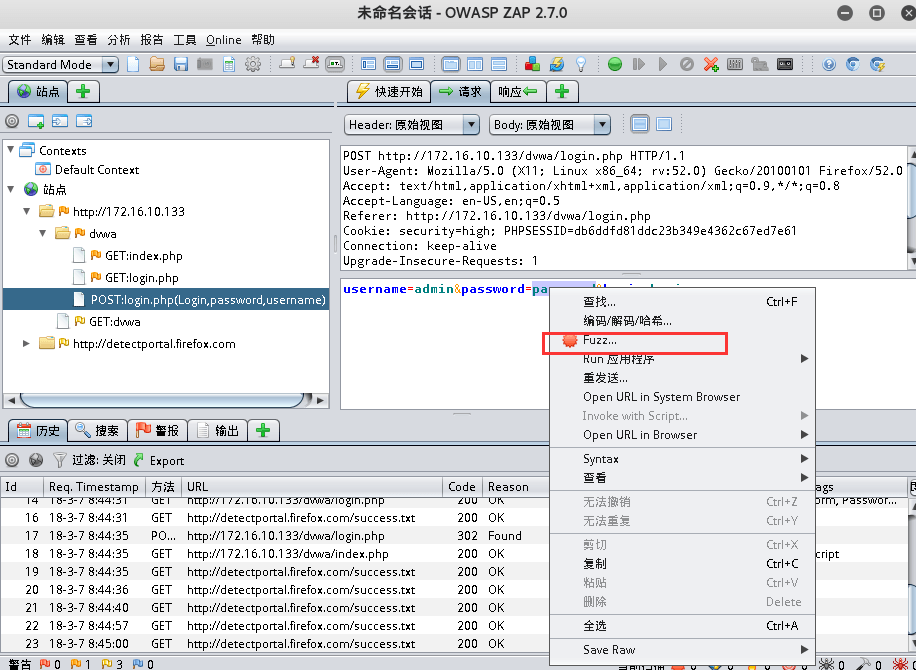 未命名会话 - OWASP ZAP 2.7.0
文件 编辑 查看 分析 报告 工具 Online 帮助
Standard Mode
站点
快速开始 请求 响应
Header: 原始视图 Body: 原始视图
Contexts
Default Context
站点
http://172.16.10.133
dvwa
GET:index.php
GET:login.php
POST:login.php(Login,password,username)
GET:dvwa
http://detectportal.firefox.com
POST http://172.16.10.133/dvwa/login.php HTTP/1.1
User-Agent: Mozilla/5.0 (X11; Linux x86_64; rv:52.0) Gecko/20100101 Firefox/52.0
Accept: text/html,application/xhtml+xml,application/xml;q=0.9,*/*;q=0.8
Accept-Language: en-US,en;q=0.5
Referer: http://172.16.10.133/dvwa/login.php
Cookie: security=high; PHPSESSID=db6ddfd81ddc23b349e4362c67ed7e61
Connection: keep-alive
Upgrade-Insecure-Requests: 1
username=admin&password=pa
查找... Ctrl+F
编码/解码/哈希...
Fuzz...
Run 应用程序
重发送...
Open URL in System Browser
Invoke with Script...
Open URL in Browser
Syntax
查看
无法撤销 Ctrl+Z
无法重复 Ctrl+Y
剪切 Ctrl+X
复制 Ctrl+C
粘贴 Ctrl+V
删除 Delete
全选 Ctrl+A
Save Raw
历史 搜索 警报 输出
过滤: 关闭 Export
Id Req. Timestamp 方法 URL Code Reason ags
14 18-3-7 8:44:31 GET http://172.16.10.133/dvwa/login.php 200 OK orm, Passwor...
16 18-3-7 8:44:31 GET http://detectportal.firefox.com/success.txt 200 OK
17 18-3-7 8:44:35 PO... http://172.16.10.133/dvwa/login.php 302 Found
18 18-3-7 8:44:35 GET http://172.16.10.133/dvwa/index.php 200 OK cript
19 18-3-7 8:44:35 GET http://detectportal.firefox.com/success.txt 200 OK
20 18-3-7 8:44:36 GET http://detectportal.firefox.com/success.txt 200 OK
21 18-3-7 8:44:40 GET http://detectportal.firefox.com/success.txt 200 OK
22 18-3-7 8:44:57 GET http://detectportal.firefox.com/success.txt 200 OK
23 18-3-7 8:45:00 GET http://detectportal.firefox.com/success.txt 200 OK
警告 0 1 3 0 当前扫描 0 0 0 0 0 0 0